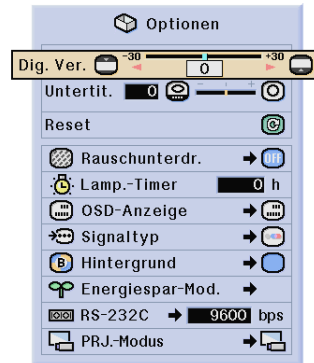 Optionen
-30 +30
Dig. Ver. 0
Untertit. 0
Reset
Rauschunterdr. OFF
Lamp.-Timer 0 h
OSD-Anzeige
Signaltyp
B Hintergrund
Energiespar-Mod.
RS-232C 9600 bps
PRJ.-Modus